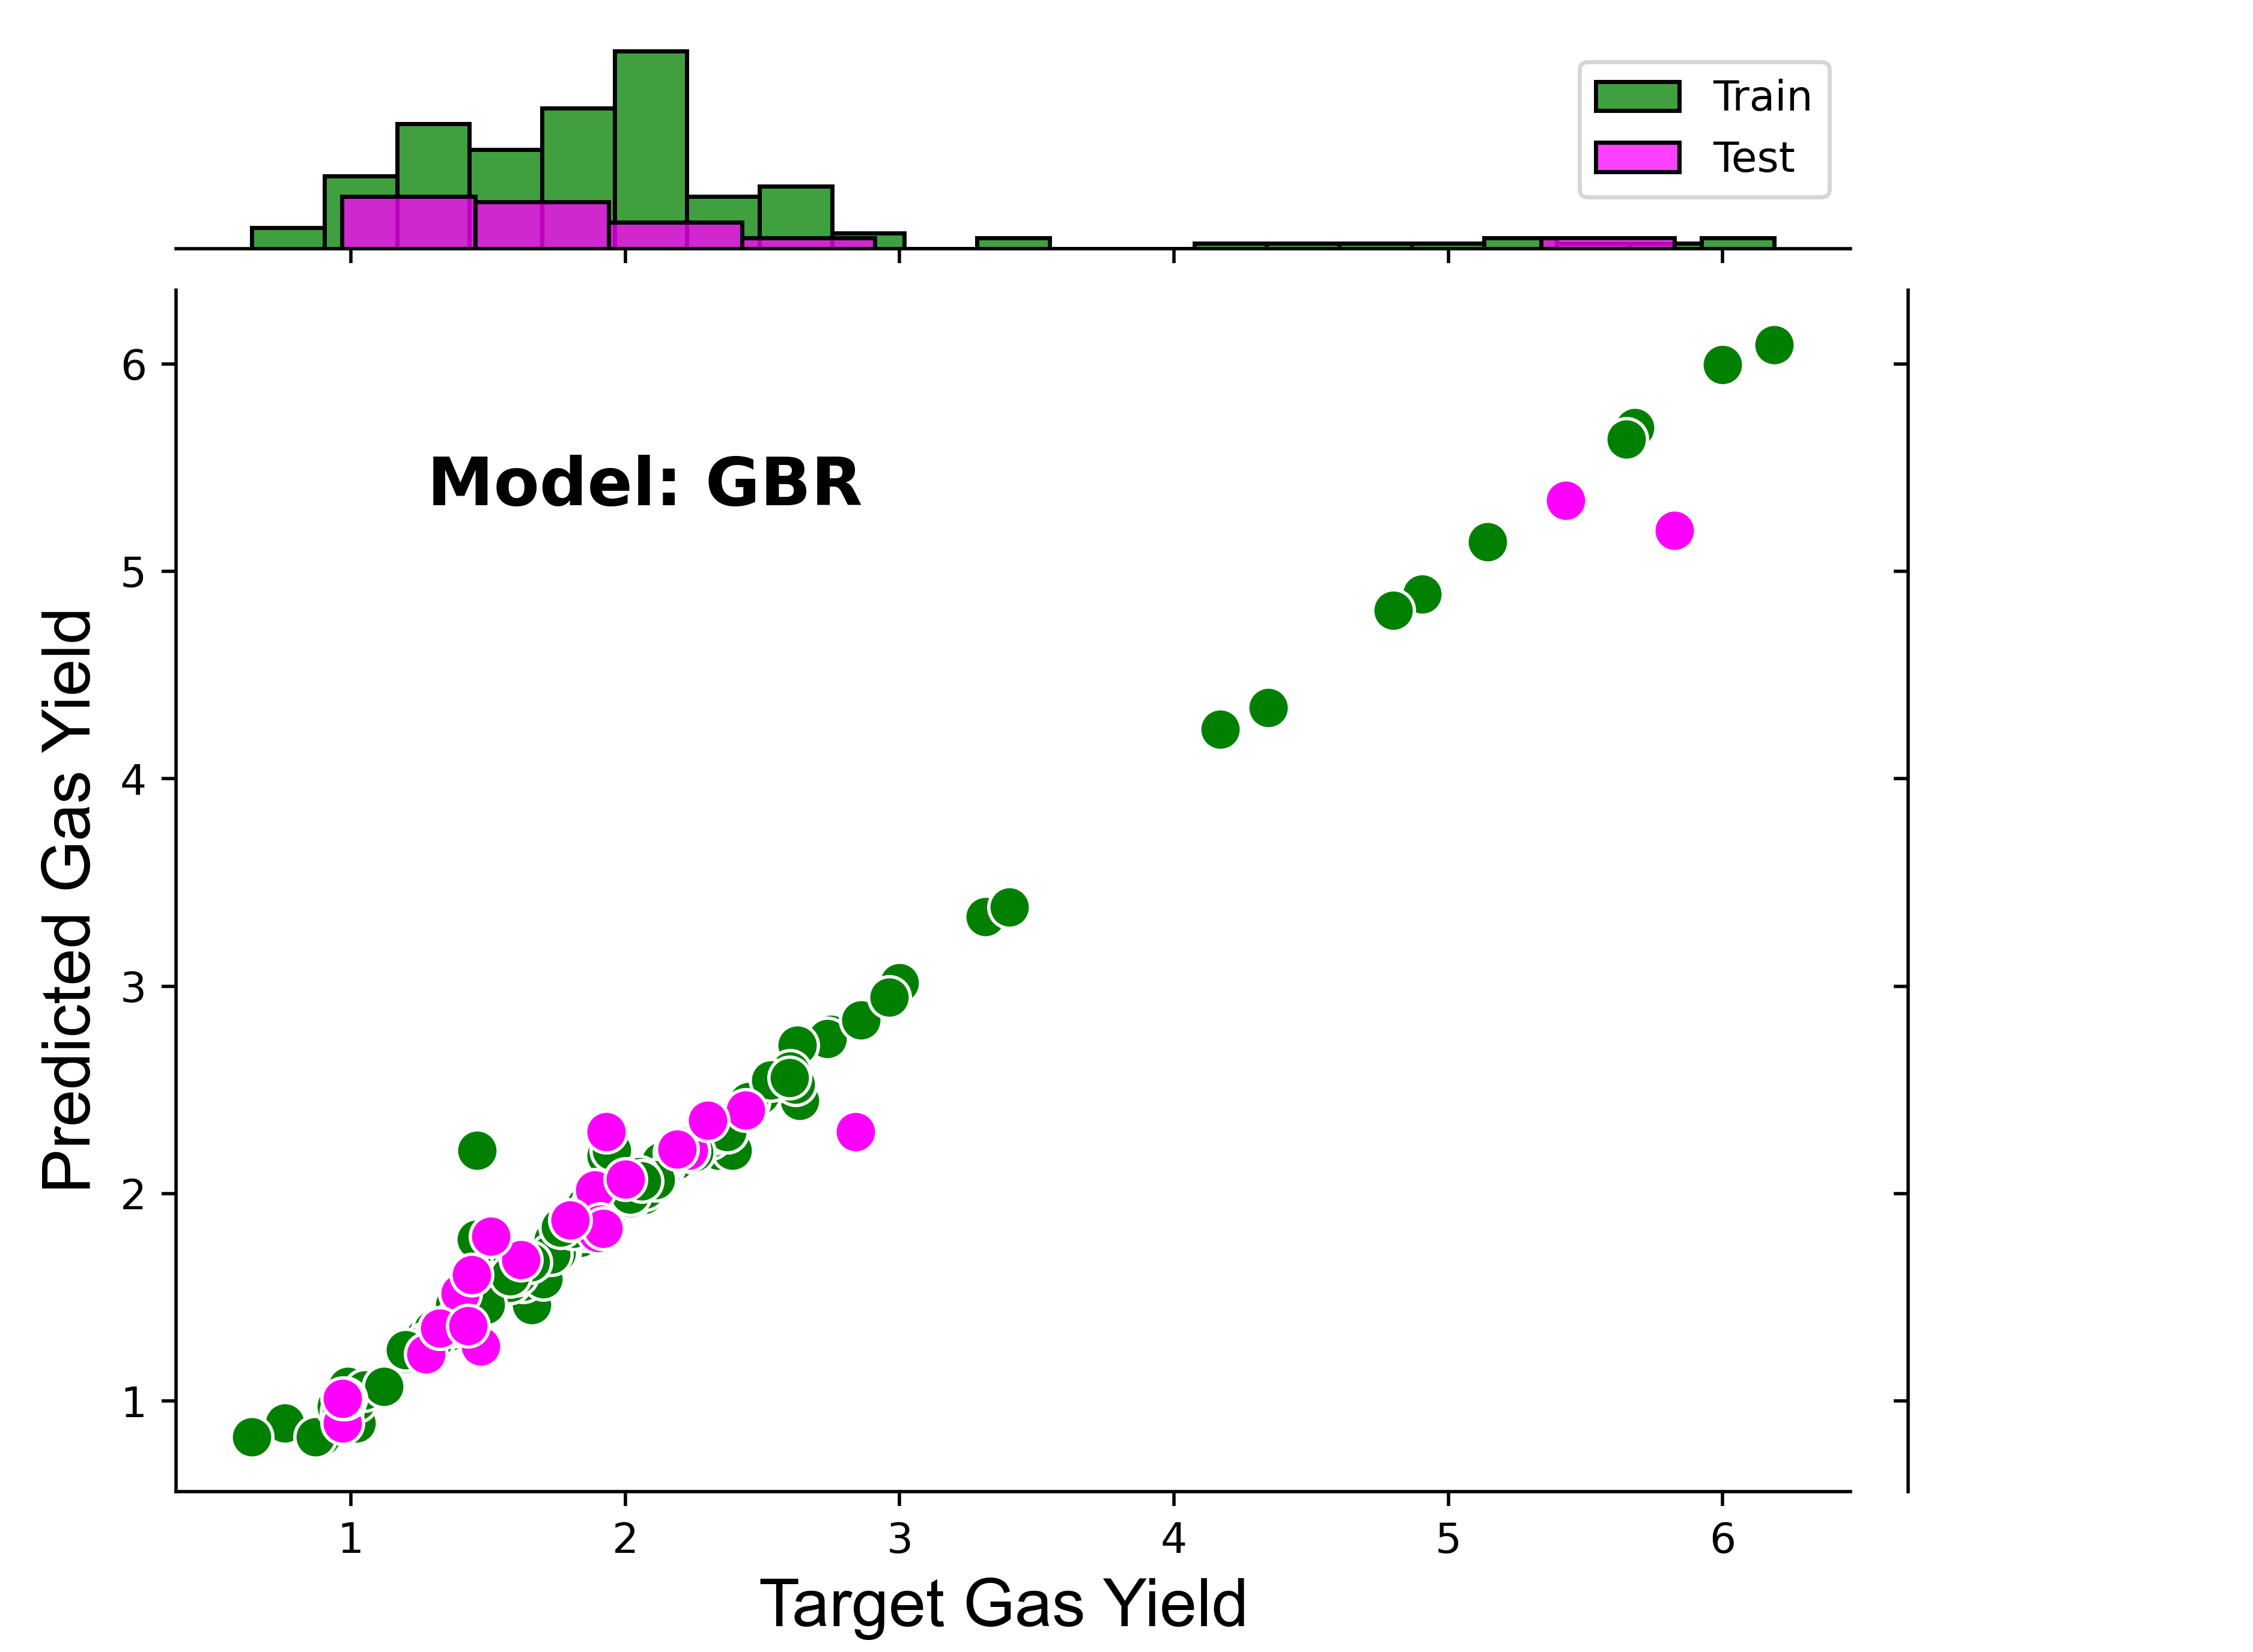 Train
Test
Model: GBR
6
5
4
3
2
1
Predicted Gas Yield
1 2 3 4 5 6
Target Gas Yield